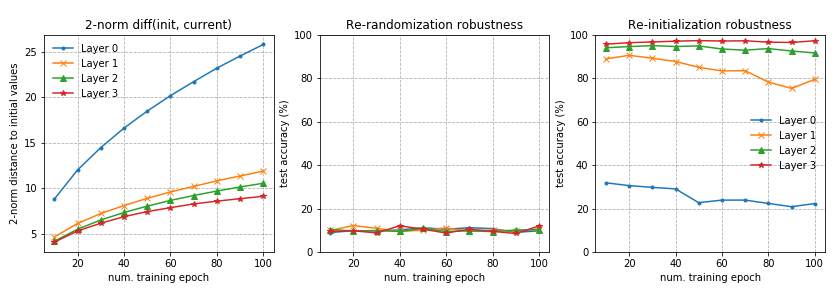 2-norm diff(init, current)
2-norm distance to initial values
25
20
15
10
5
Layer 0
Layer 1
Layer 2
Layer 3
20 40 60 80 100
num. training epoch
Re-randomization robustness
test accuracy (%)
100
80
60
40
20
0
20 40 60 80 100
num. training epoch
Re-initialization robustness
test accuracy (%)
100
80
60
40
20
0
Layer 0
Layer 1
Layer 2
Layer 3
20 40 60 80 100
num. training epoch